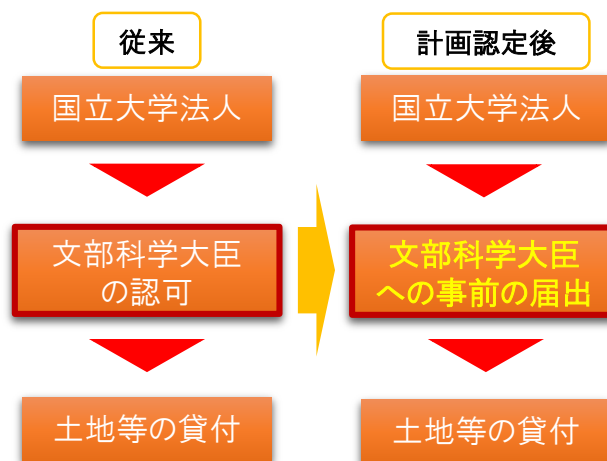 従来
国立大学法人
文部科学大臣
の認可
土地等の貸付
計画認定後
国立大学法人
文部科学大臣
への事前の届出
土地等の貸付